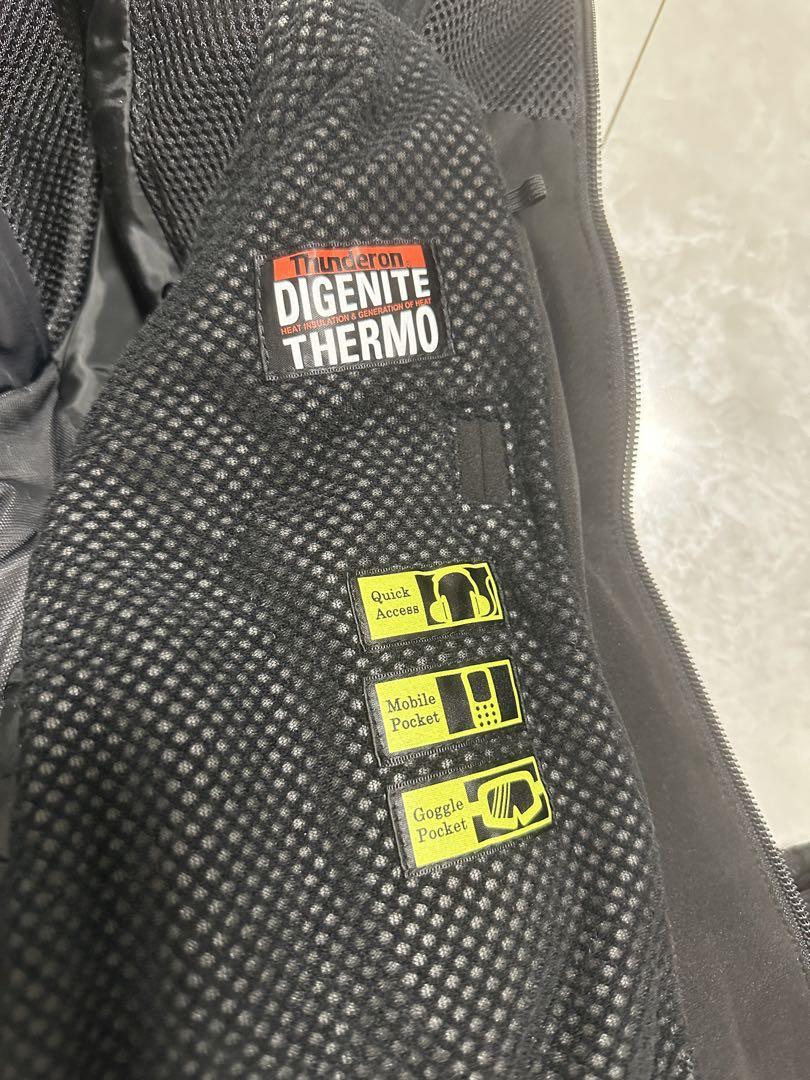 Thunderon®
DIGENITE
HEAT INSULATION & GENERATION OF HEAT
THERMO
Quick
Access
Mobile
Pocket
Goggle
Pocket